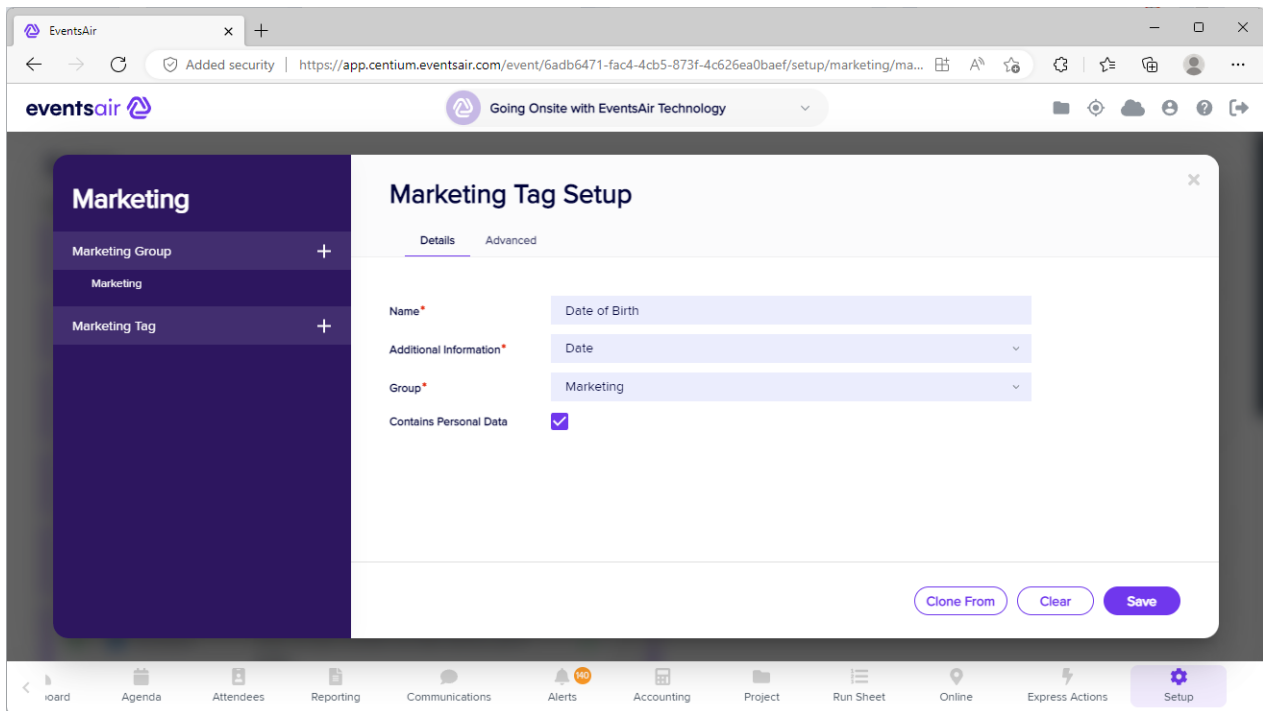 EventsAir
Added security
https://app.centium.eventsair.com/event/6adb6471-fac4-4cb5-873f-4c626ea0baef/setup/marketing/ma...
eventsair
Going Onsite with EventsAir Technology
Marketing
Marketing Group
Marketing
Marketing Tag
Marketing Tag Setup
Details Advanced
Name* Date of Birth
Additional Information* Date
Group* Marketing
Contains Personal Data
Clone From Clear Save
140
oard Agenda Attendees Reporting Communications Alerts Accounting Project Run Sheet Online Express Actions Setup